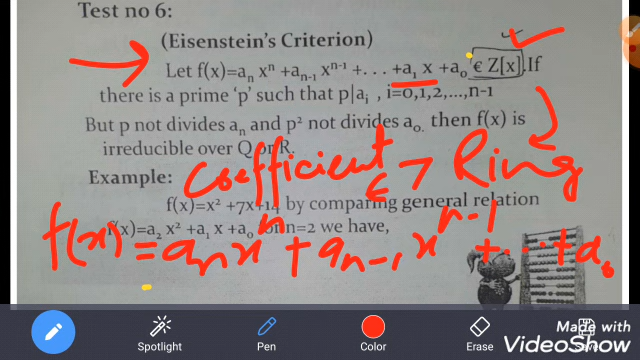 Test no 6:
(Eisenstein's Criterion)
Let f(x)=aₙ xⁿ +aₙ₋₁ xⁿ⁻¹ +. . . +a₁ x +a₀ € Z[x].If
there is a prime 'p' such that p|aᵢ , i=0,1,2,...,n-1
But p not divides aₙ and p² not divides a₀. then f(x) is
irreducible over Q or R.
coefficient € > Ring
Example:
f(x)=x² +7x+14 by comparing general relation
f(x)=a₂ x² +a₁ x +a₀ n=2 we have,
f(x) = aₙxⁿ + aₙ₋₁xⁿ⁻¹ + ... + a₀
Spotlight
Pen
Color
Erase
Made with
VideoShow